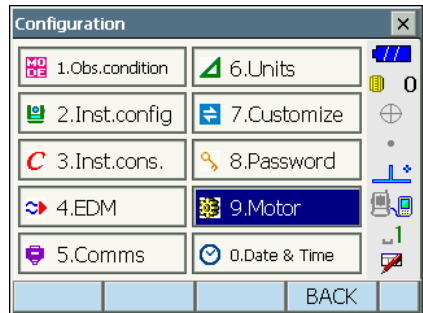 Configuration
MODE 1.Obs.condition
6.Units
2.Inst.config
7.Customize
0
C 3.Inst.cons.
8.Password
4.EDM
9.Motor
5.Comms
0.Date & Time
1
BACK